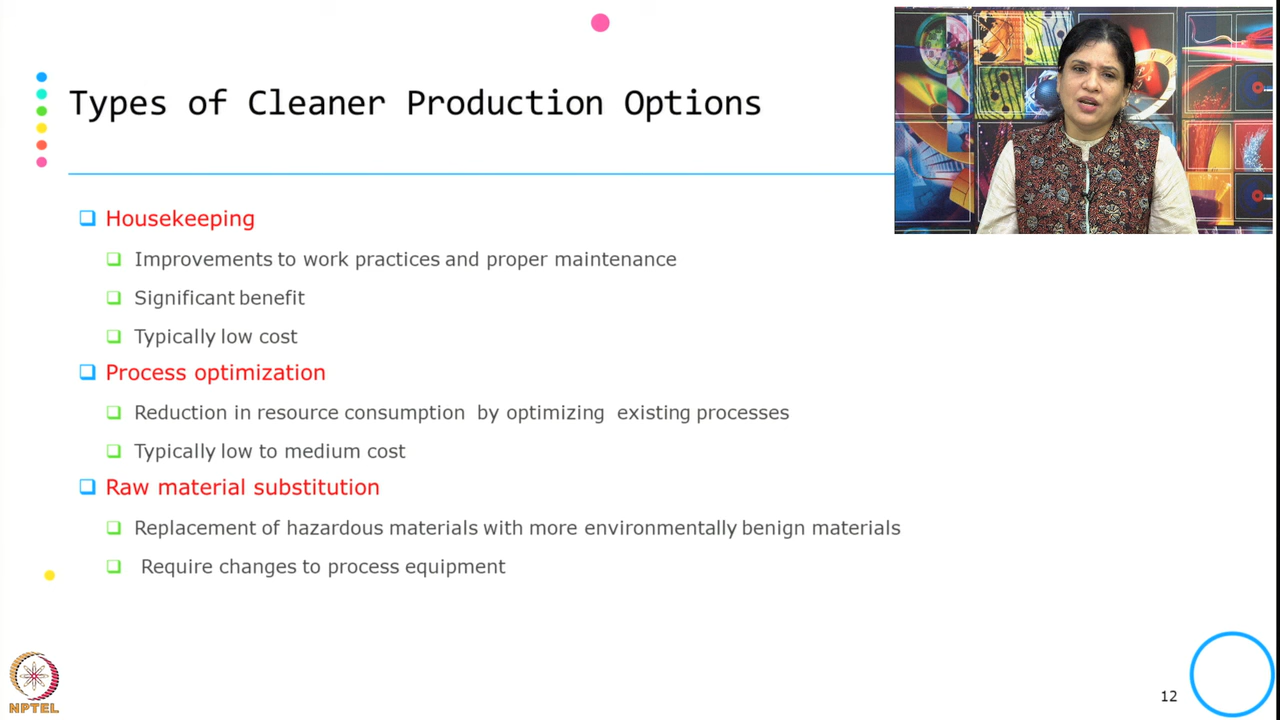 Types of Cleaner Production Options
Housekeeping
Improvements to work practices and proper maintenance
Significant benefit
Typically low cost
Process optimization
Reduction in resource consumption by optimizing existing processes
Typically low to medium cost
Raw material substitution
Replacement of hazardous materials with more environmentally benign materials
Require changes to process equipment
NPTEL
12